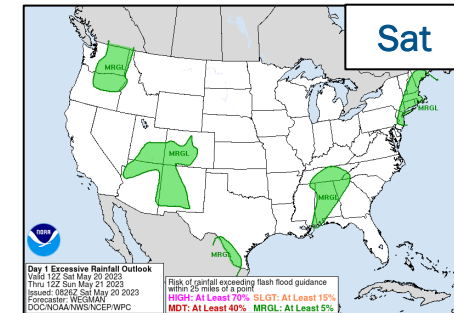 Sat
MRGL
MRGL
MRGL
MRGL
MRGL
NOAA
Day 1 Excessive Rainfall Outlook
Valid 12Z Sat May 20 2023
Thru 12Z Sun May 21 2023
Issued: 0826Z Sat May 20 2023
Forecaster: WEGMAN
DOC/NOAA/NWS/NCEP/WPC
Risk of rainfall exceeding flash flood guidance
within 25 miles of a point
HIGH: At Least 70% SLGT: At Least 15%
MDT: At Least 40% MRGL: At Least 5%